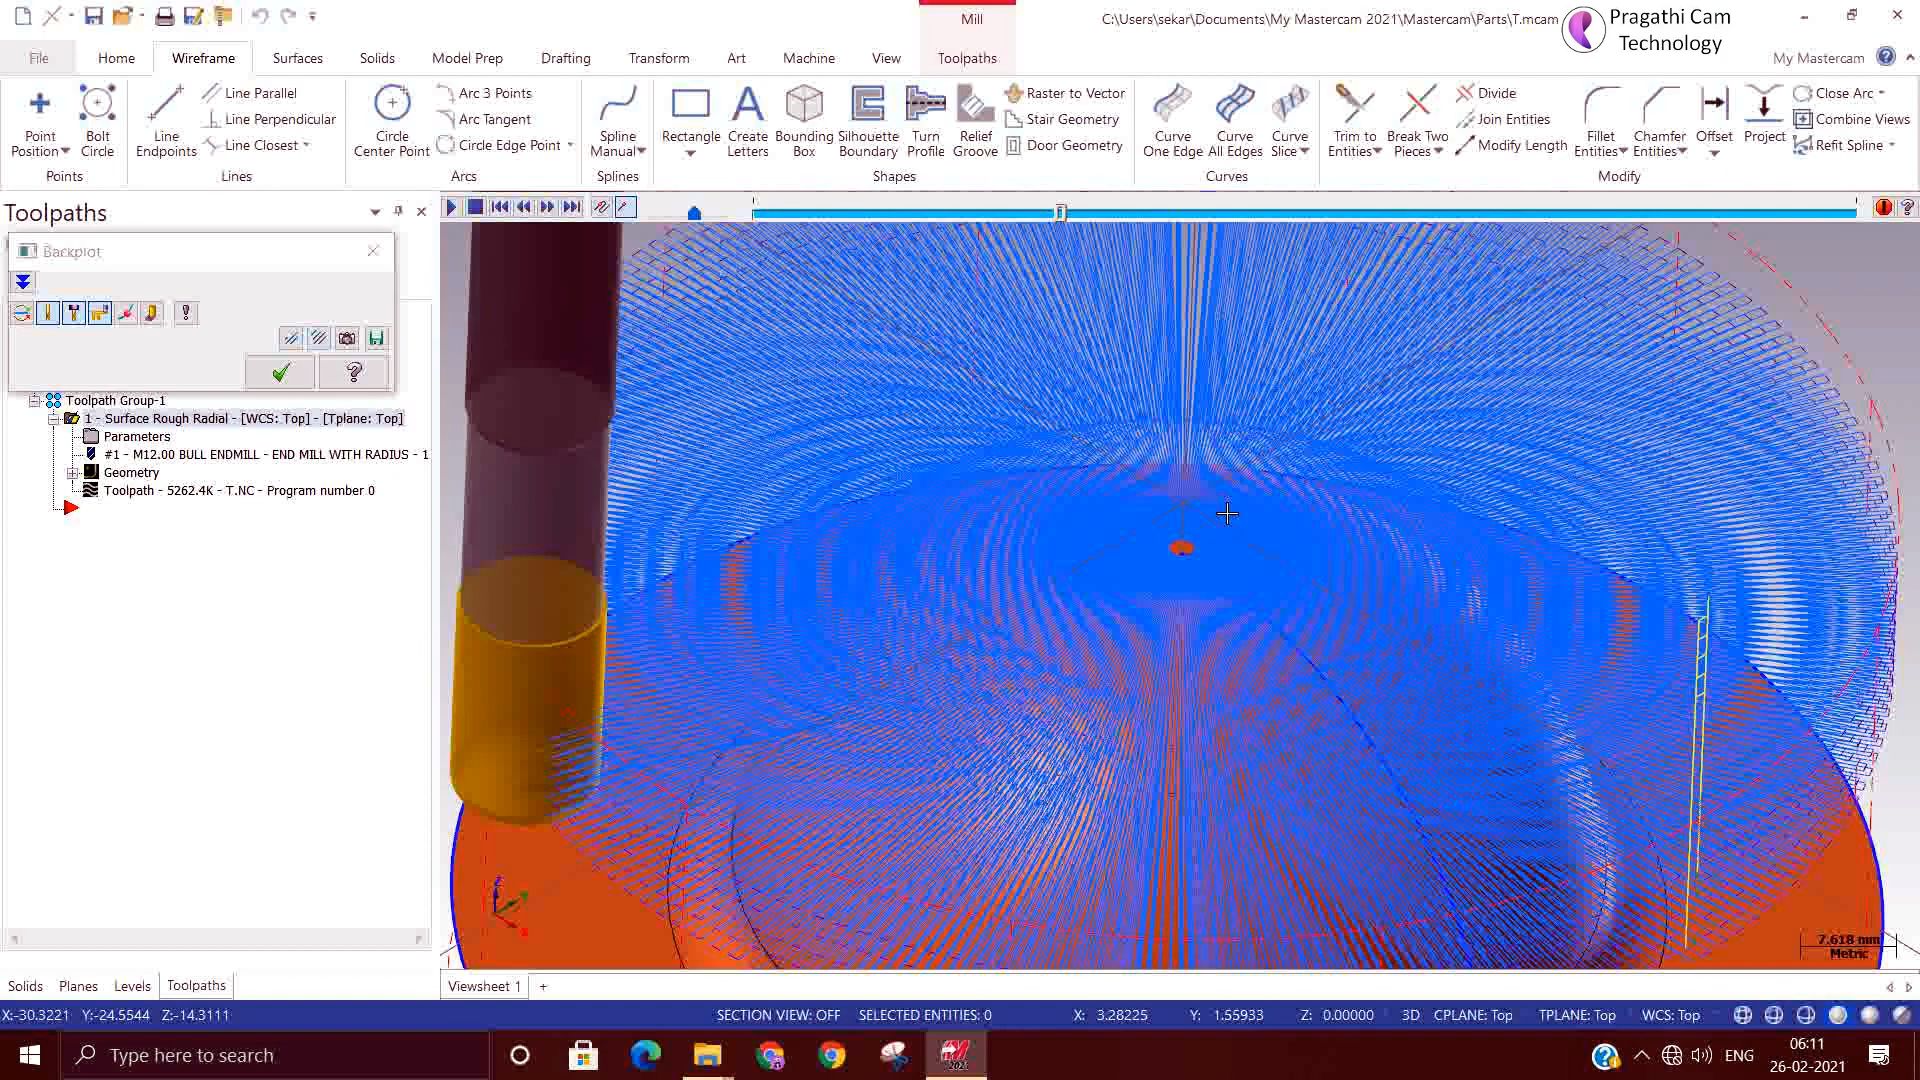 Mill
C:\Users\sekar\Documents\My Mastercam 2021\Mastercam\Parts\T.mcam
Pragathi Cam
Technology
File
Home
Wireframe
Surfaces
Solids
Model Prep
Drafting
Transform
Art
Machine
View
Toolpaths
My Mastercam
Point
Position
Bolt
Circle
Points
Line
Endpoints
Line Parallel
Line Perpendicular
Line Closest
Lines
Circle
Center Point
Arc 3 Points
Arc Tangent
Circle Edge Point
Arcs
Spline
Manual
Splines
Rectangle
Create
Letters
Bounding
Box
Silhouette
Boundary
Turn
Profile
Relief
Groove
Raster to Vector
Stair Geometry
Door Geometry
Shapes
Curve
One Edge
Curve
All Edges
Curve
Slice
Curves
Trim to
Entities
Break Two
Pieces
Divide
Join Entities
Modify Length
Fillet
Entities
Chamfer
Entities
Offset
Project
Close Arc
Combine Views
Refit Spline
Modify
Toolpaths
Backplot
Toolpath Group-1
1 - Surface Rough Radial - [WCS: Top] - [Tplane: Top]
Parameters
#1 - M12.00 BULL ENDMILL - END MILL WITH RADIUS - 1
Geometry
Toolpath - 5262.4K - T.NC - Program number 0
Z
X
7.618 mm
Metric
Solids
Planes
Levels
Toolpaths
Viewsheet 1
+
X:-30.3221 Y:-24.5544 Z:-14.3111
SECTION VIEW: OFF
SELECTED ENTITIES: 0
X: 3.28225
Y: 1.55933
Z: 0.00000
3D
CPLANE: Top
TPLANE: Top
WCS: Top
Type here to search
2021
ENG
06:11
26-02-2021